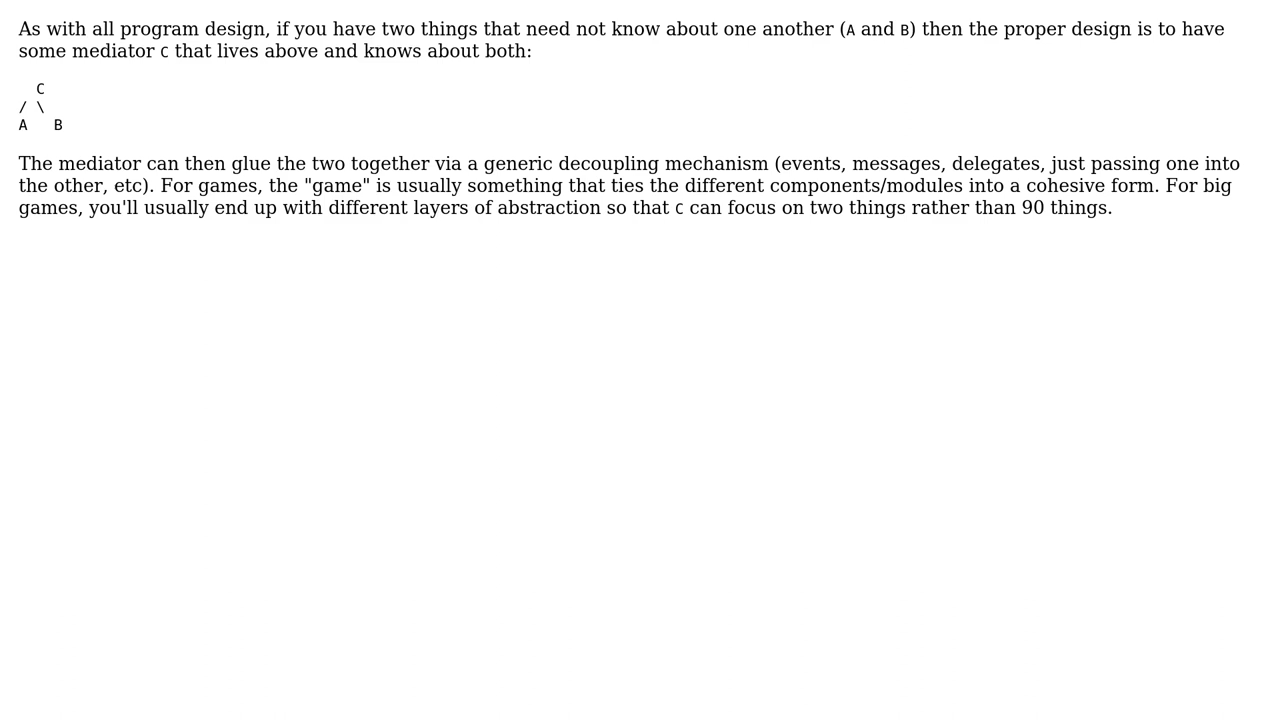 As with all program design, if you have two things that need not know about one another (A and B) then the proper design is to have
some mediator C that lives above and knows about both:
  C
/ \
A   B
The mediator can then glue the two together via a generic decoupling mechanism (events, messages, delegates, just passing one into
the other, etc). For games, the "game" is usually something that ties the different components/modules into a cohesive form. For big
games, you'll usually end up with different layers of abstraction so that C can focus on two things rather than 90 things.